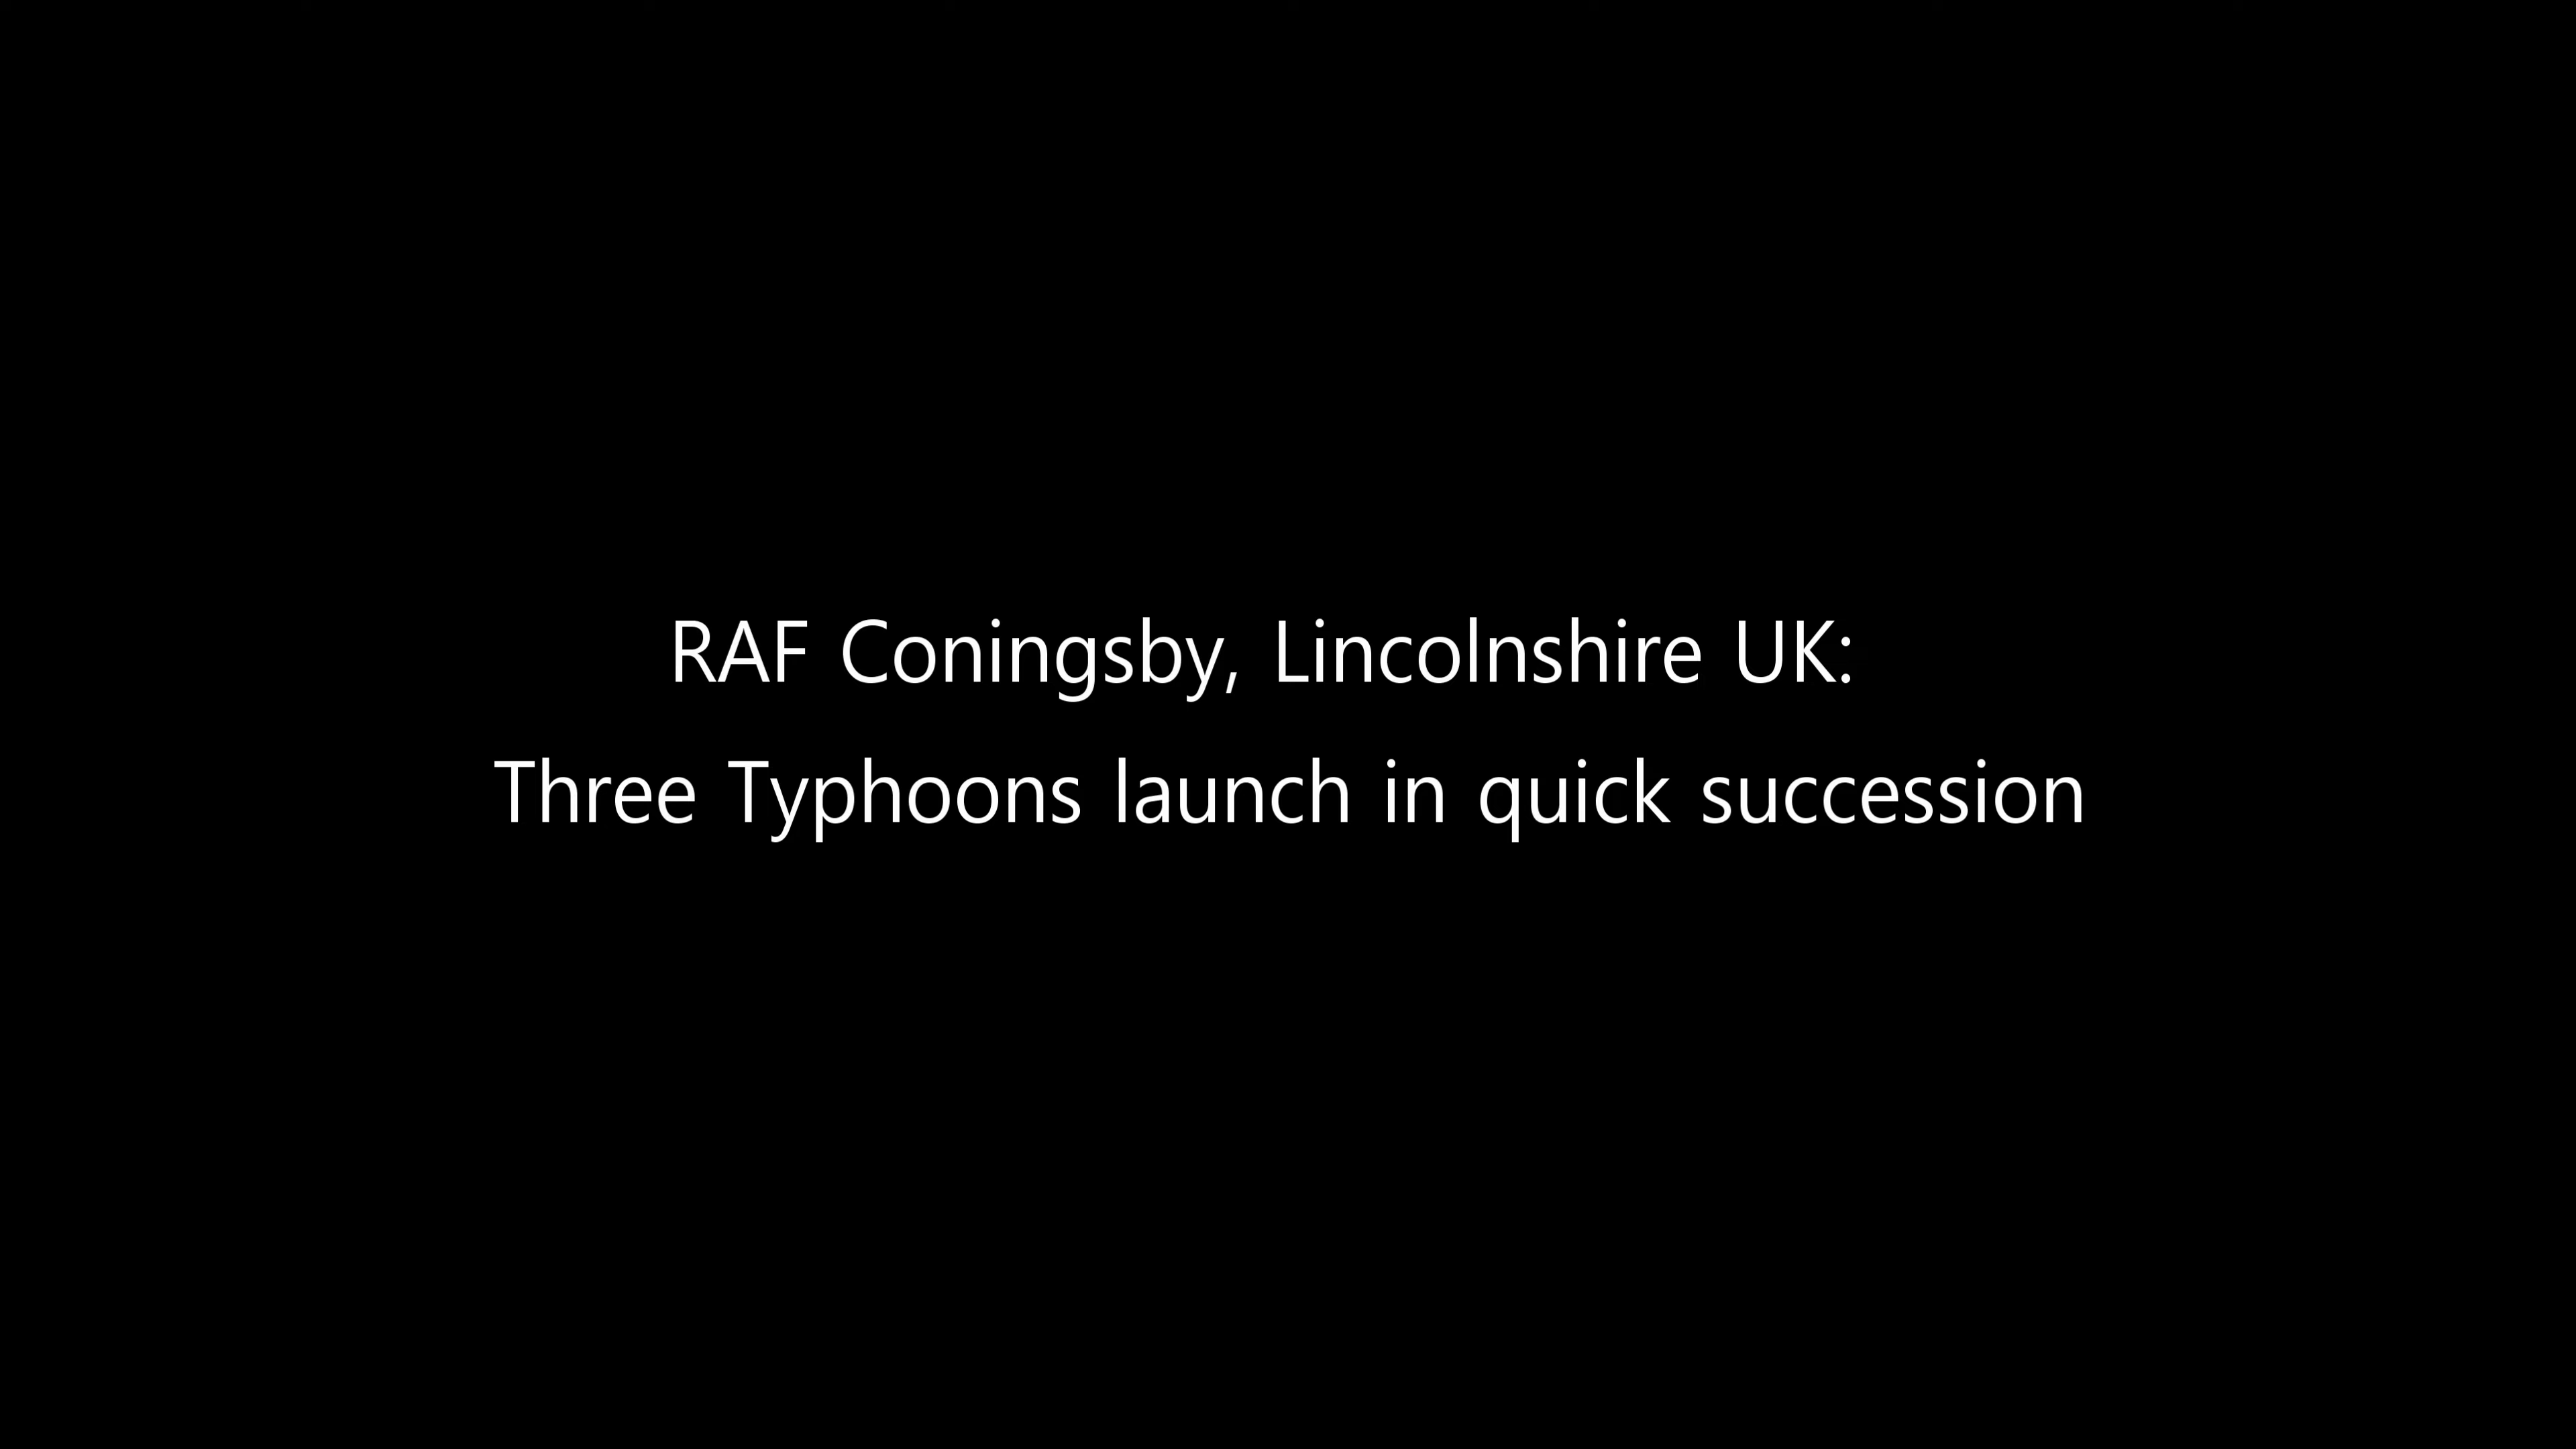 RAF Coningsby, Lincolnshire UK:
Three Typhoons launch in quick succession